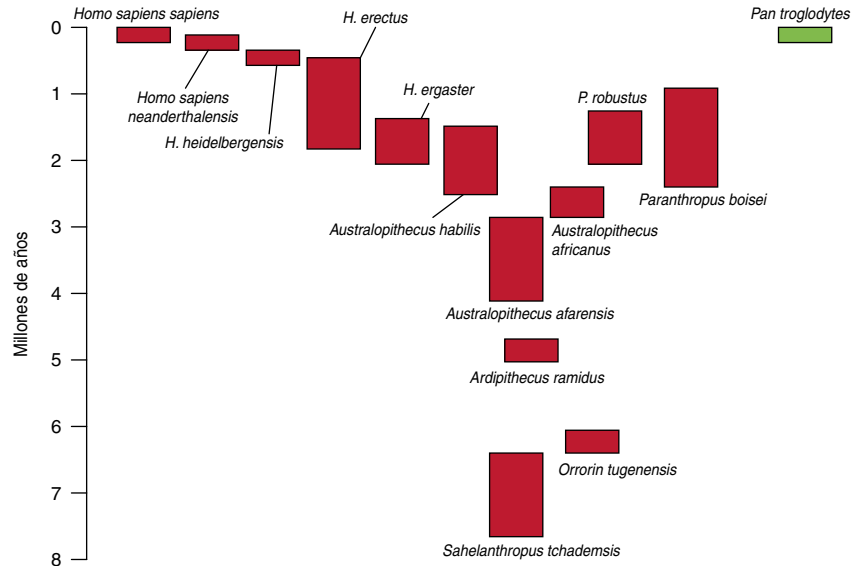 Homo sapiens sapiens
H. erectus
Pan troglodytes
Homo sapiens
neanderthalensis
H. heidelbergensis
H. ergaster
P. robustus
Paranthropus boisei
Australopithecus habilis
Australopithecus
africanus
Australopithecus afarensis
Ardipithecus ramidus
Orrorin tugenensis
Sahelanthropus tchademsis
Millones de años
0
1
2
3
4
5
6
7
8